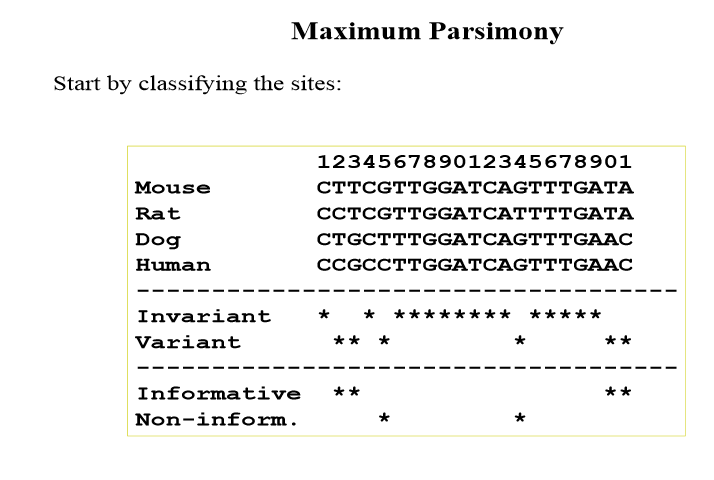 Maximum Parsimony
Start by classifying the sites:
            123456789012345678901
Mouse       CTTCGTTGGATCAGTTTGATA
Rat         CCTCGTTGGATCATTTTGATA
Dog         CTGCTTTGGATCAGTTTGAAC
Human       CCGCCTTGGATCAGTTTGAAC
------------------------------------
Invariant   *  * ******** *****
Variant      ** *        *     **
------------------------------------
Informative  **                **
Non-inform.     *        *